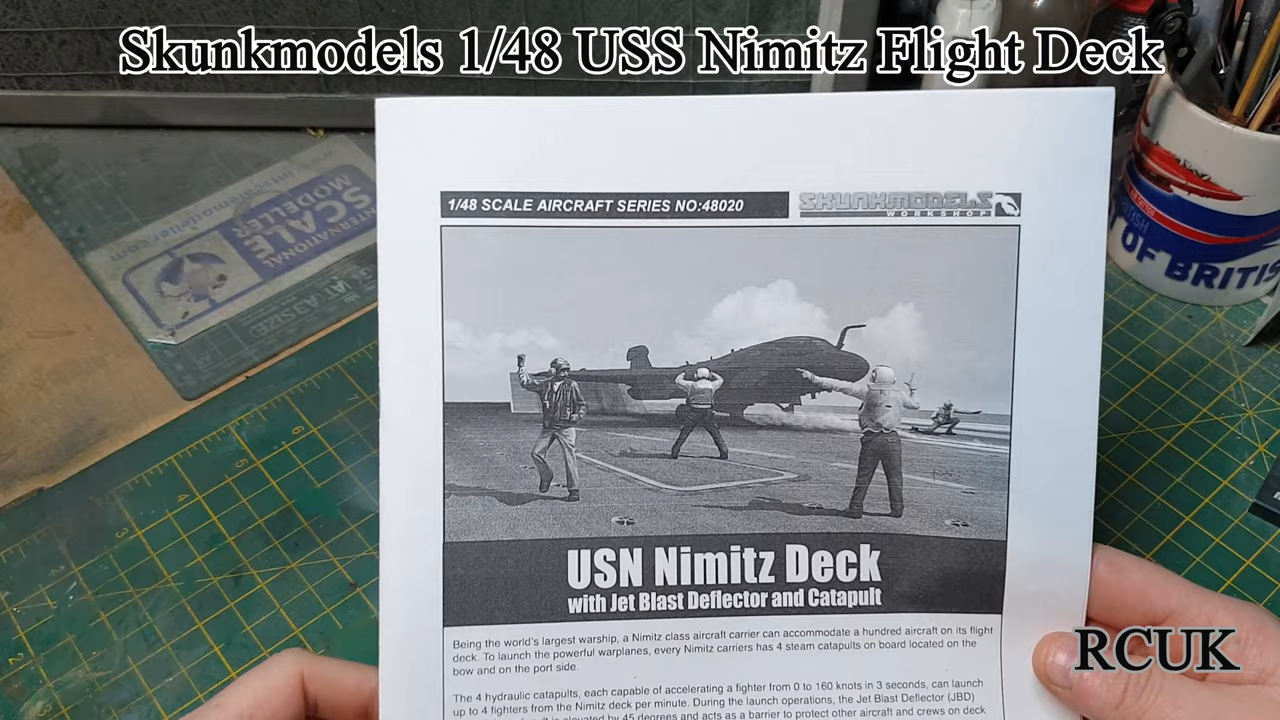 Skunkmodels 1/48 USS Nimitz Flight Deck
1/48 SCALE AIRCRAFT SERIES NO:48020
SKUNKMODELS
WORKSHOP
INTERNATIONAL
SCALE
MODELLER
USN Nimitz Deck
with Jet Blast Deflector and Catapult
Being the world's largest warship, a Nimitz class aircraft carrier can accommodate a hundred aircraft on its flight
deck. To launch the powerful warplanes, every Nimitz carriers has 4 steam catapults on board located on the
bow and on the port side.
The 4 hydraulic catapults, each capable of accelerating a fighter from 0 to 160 knots in 3 seconds, can launch
up to 4 fighters from the Nimitz deck per minute. During the launch operations, the Jet Blast Deflector (JBD)
is elevated by 45 degrees and acts as a barrier to protect other aircraft and crews on deck
OF BRITIS
RCUK